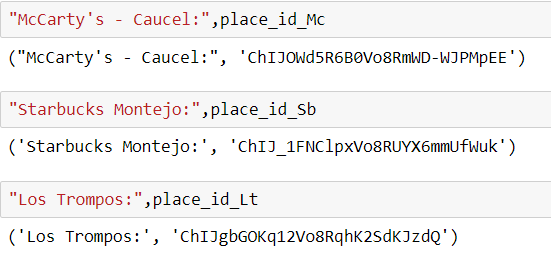 "McCarty's - Caucel:",place_id_Mc
("McCarty's - Caucel:", 'ChIJOWd5R6B0Vo8RmWD-WJPMpEE')
"Starbucks Montejo:",place_id_Sb
('Starbucks Montejo:', 'ChIJ_1FNClpxVo8RUYX6mmUfWuk')
"Los Trompos:",place_id_Lt
('Los Trompos:', 'ChIJgbGOKq12Vo8RqhK2SdKJzdQ')